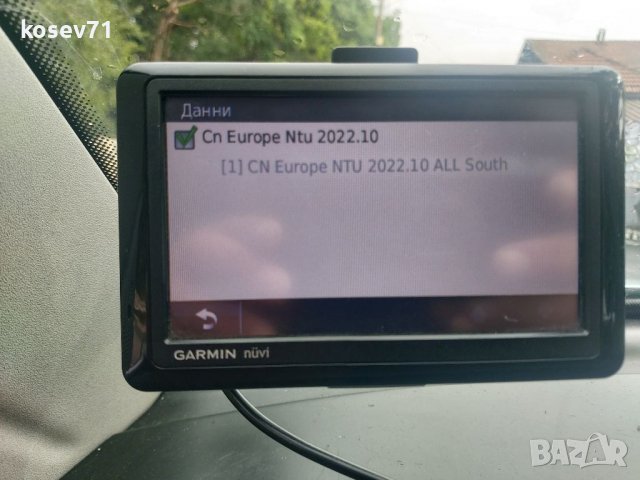 kosev71
Данни
Cn Europe Ntu 2022.10
[1] CN Europe NTU 2022.10 ALL South
GARMIN nüvi
BAZAR